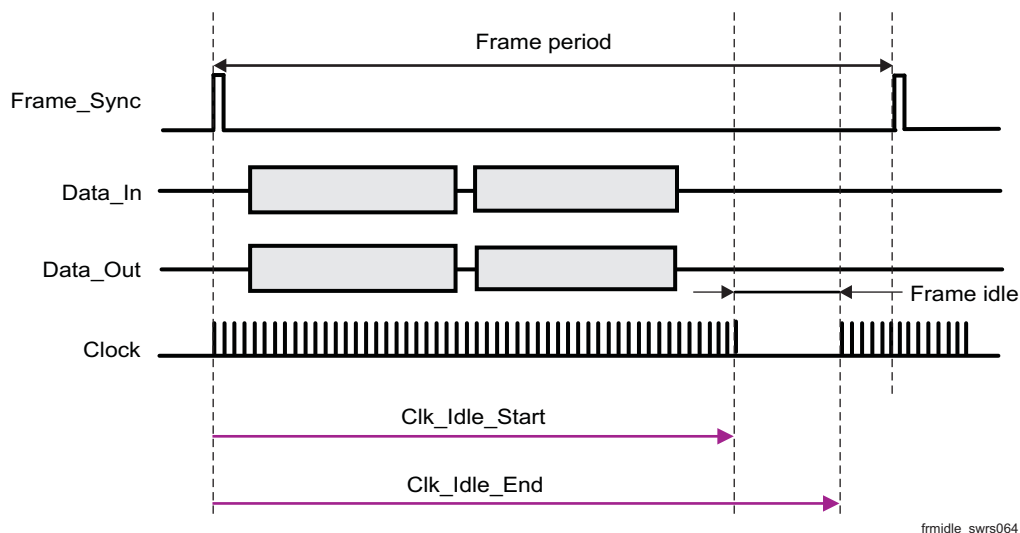 Frame period
Frame_Sync
Data_In
Data_Out
Frame idle
Clock
Clk_Idle_Start
Clk_Idle_End
frmidle_swrs064